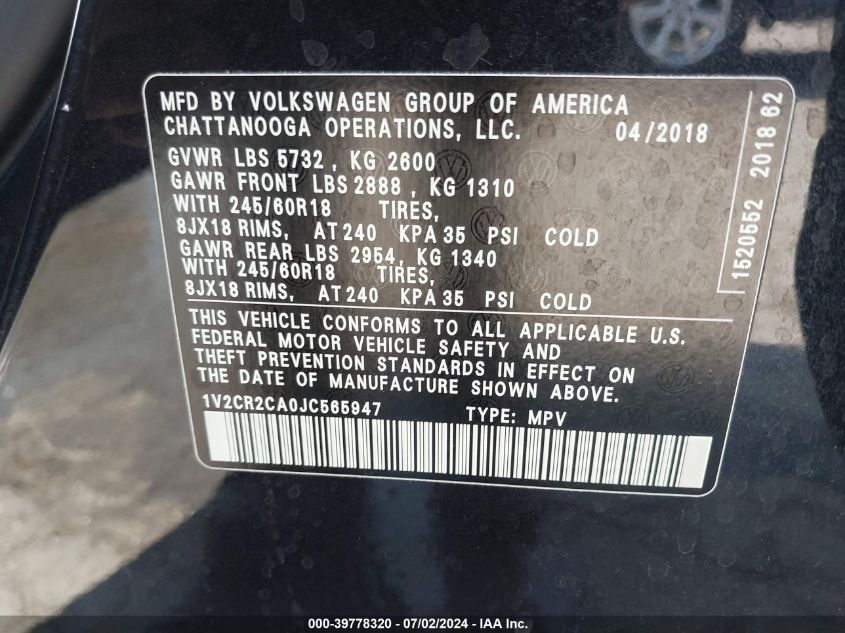 MFD BY VOLKSWAGEN GROUP OF AMERICA
CHATTANOOGA OPERATIONS, LLC. 04/2018
GVWR LBS 5732 , KG 2600
GAWR FRONT LBS 2888 , KG 1310
WITH 245/60R18 TIRES,
8JX18 RIMS, AT 240 KPA 35 PSI COLD
GAWR REAR LBS 2954, KG 1340
WITH 245/60R18 TIRES,
8JX18 RIMS, AT 240 KPA 35 PSI COLD
THIS VEHICLE CONFORMS TO ALL APPLICABLE U.S.
FEDERAL MOTOR VEHICLE SAFETY AND
THEFT PREVENTION STANDARDS IN EFFECT ON
THE DATE OF MANUFACTURE SHOWN ABOVE.
1V2CR2CA0JC565947 TYPE: MPV
1520552 2018 62
000-39778320 - 07/02/2024 - IAA Inc.